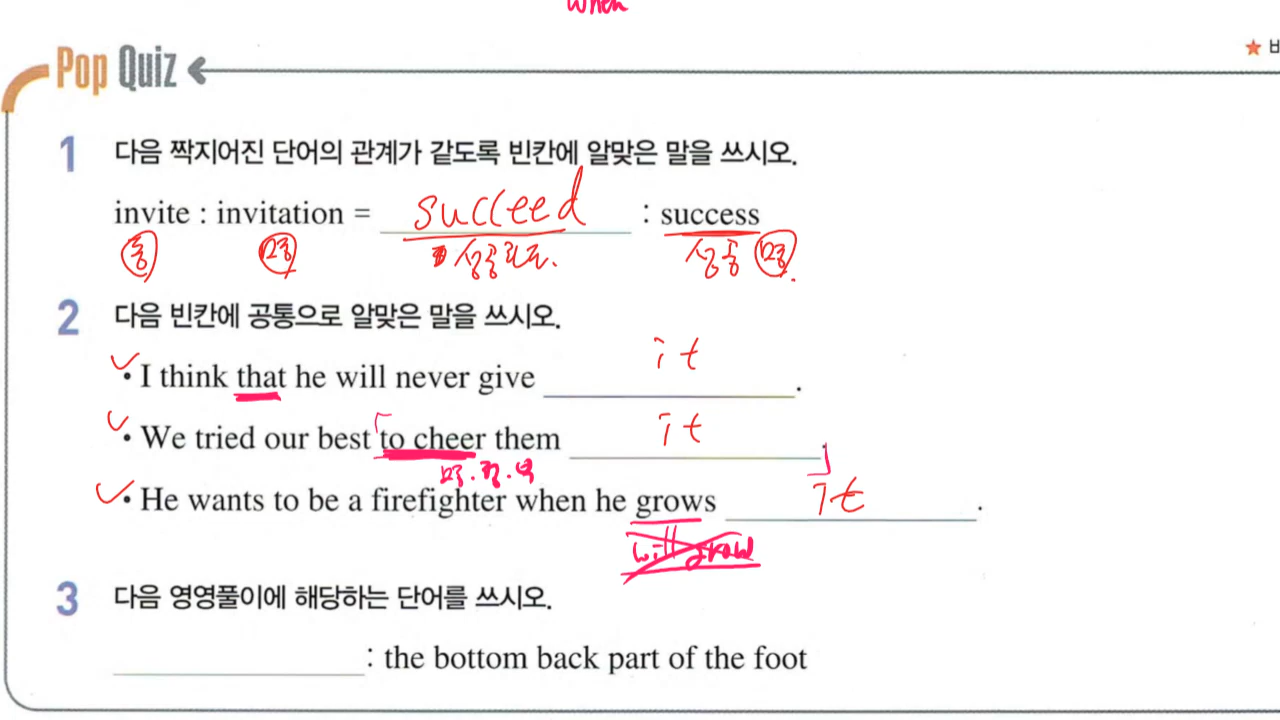 when
Pop Quiz
★
1 다음 짝지어진 단어의 관계가 같도록 빈칸에 알맞은 말을 쓰시오.
invite : invitation = succeed : success
동 명 성공하다. 성공 명.
2 다음 빈칸에 공통으로 알맞은 말을 쓰시오.
• I think that he will never give it .
• We tried our best to cheer them it
• He wants to be a firefighter when he grows it .
will grow
3 다음 영영풀이에 해당하는 단어를 쓰시오.
: the bottom back part of the foot